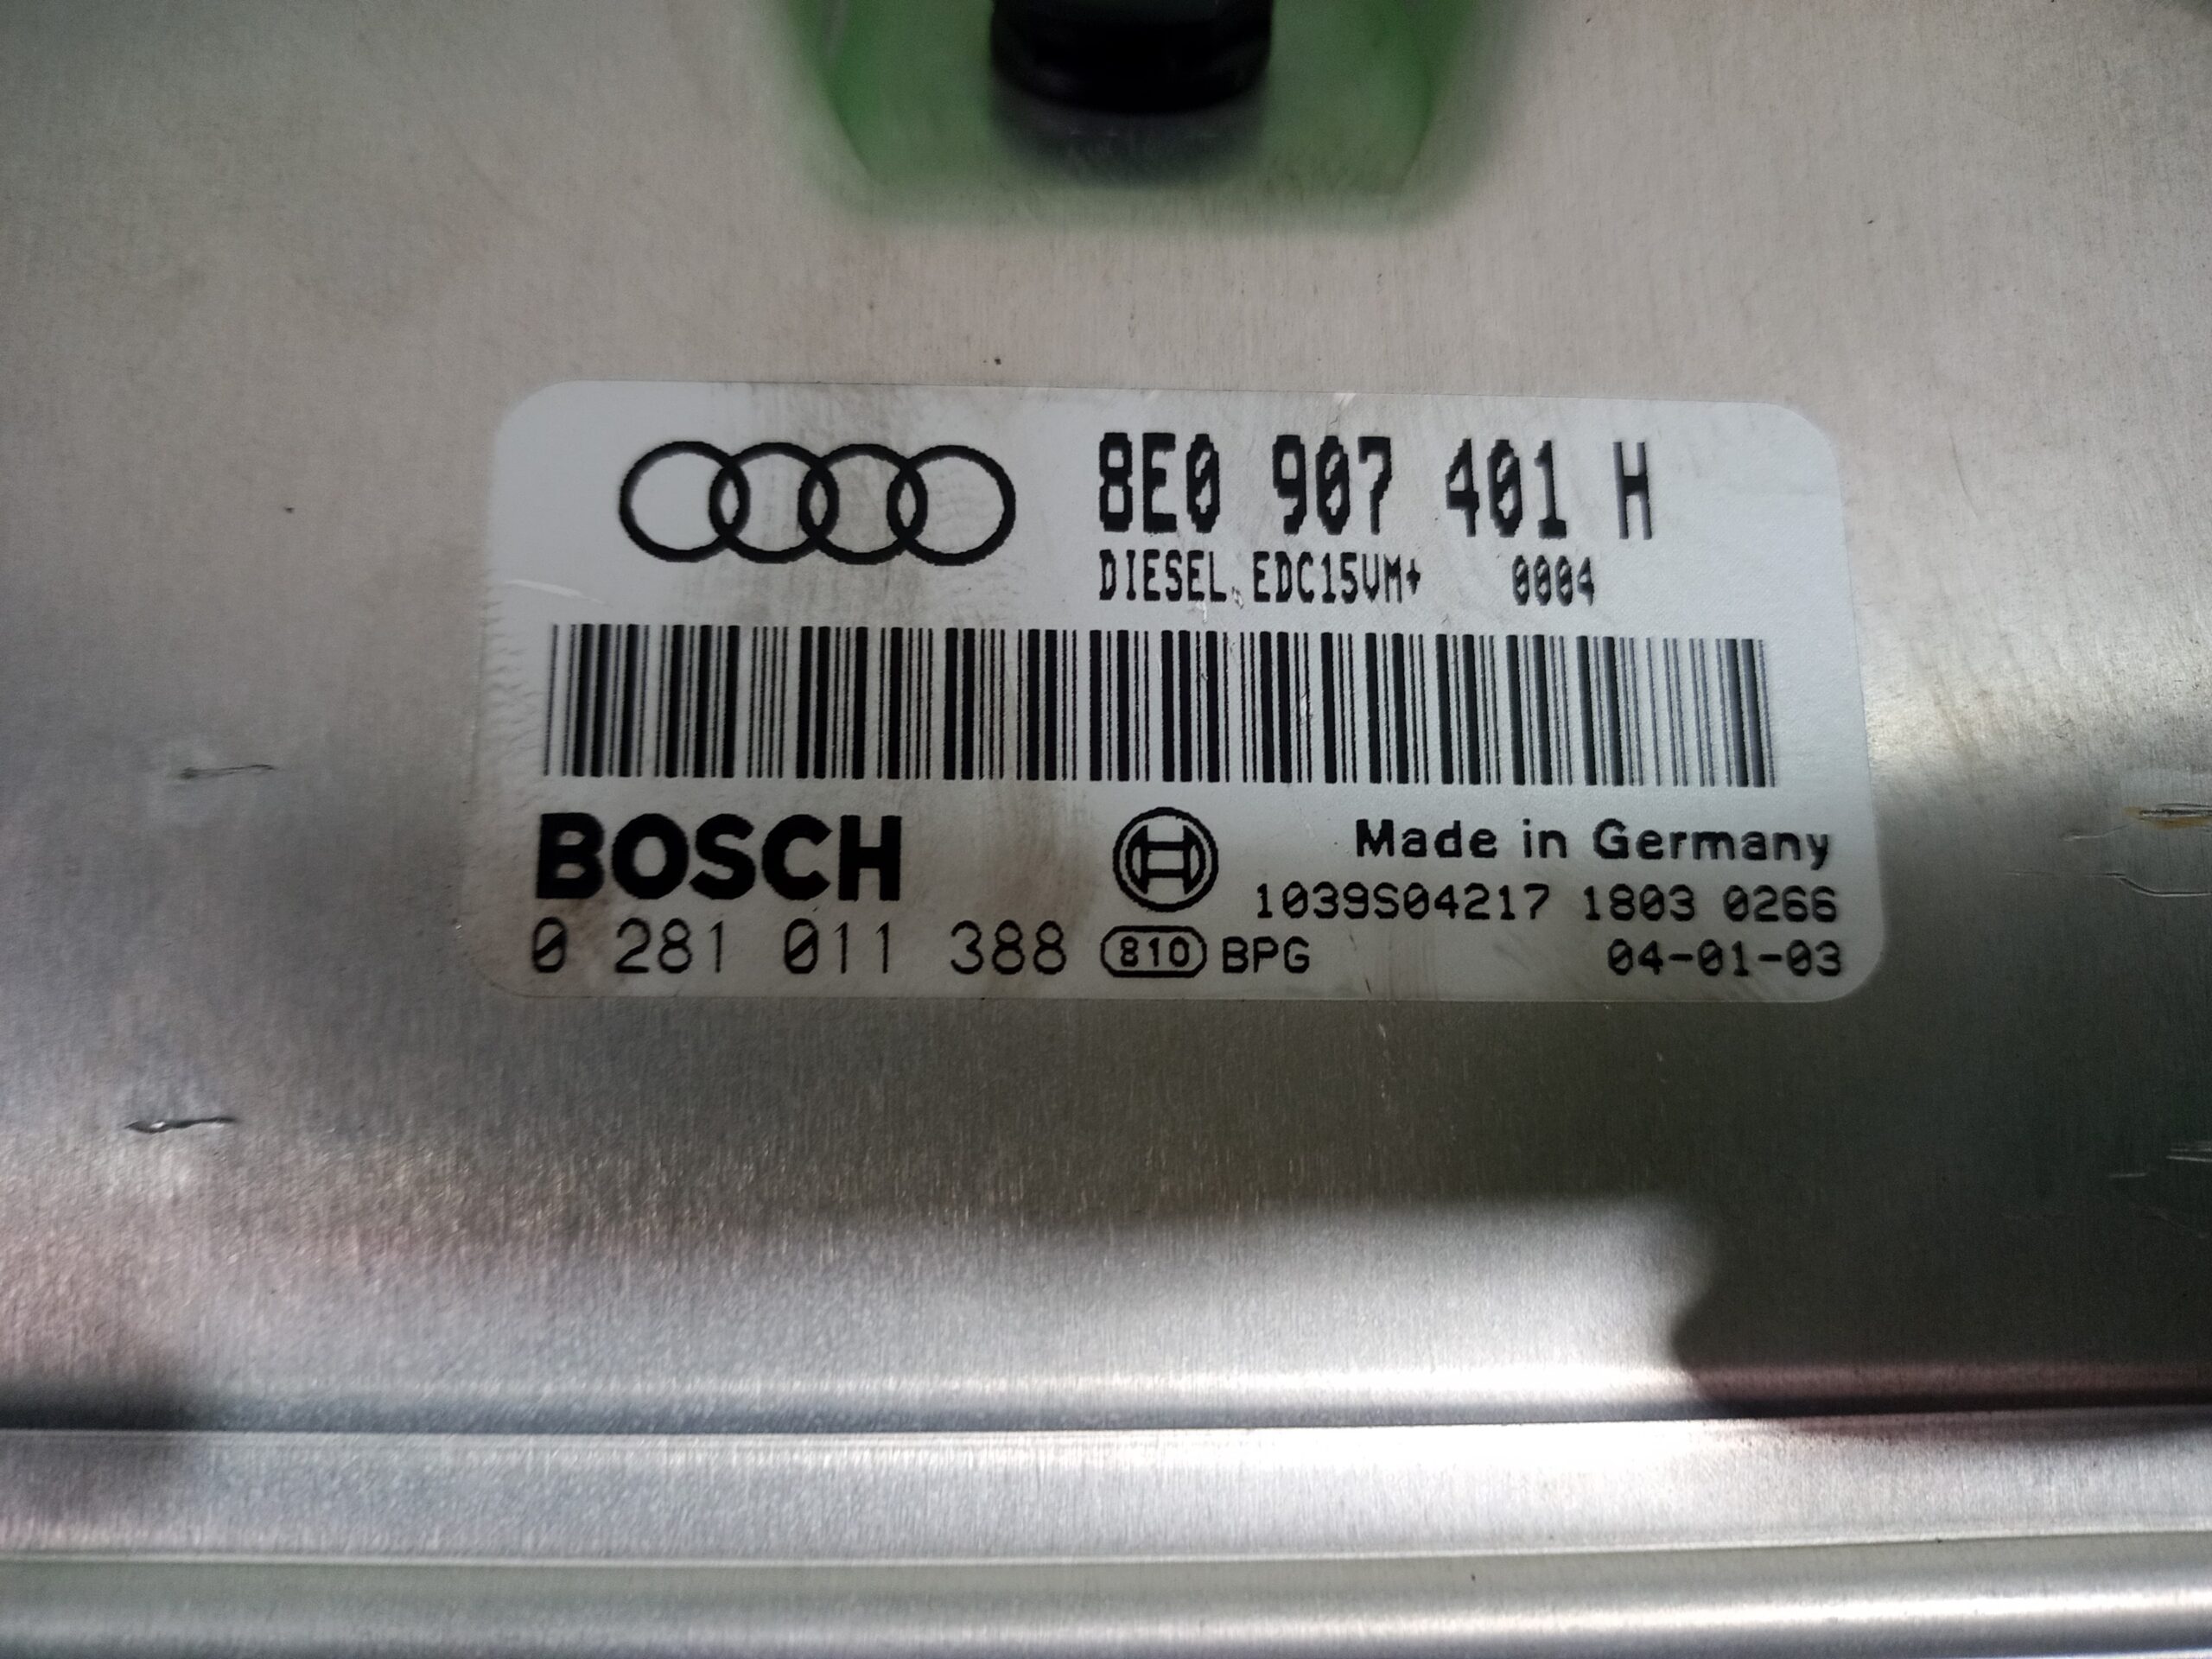 8E0 907 401 H
DIESEL EDC15VM+ 0004
BOSCH
Made in Germany
1039S04217 1803 0266
0 281 011 388 810 BPG 04-01-03